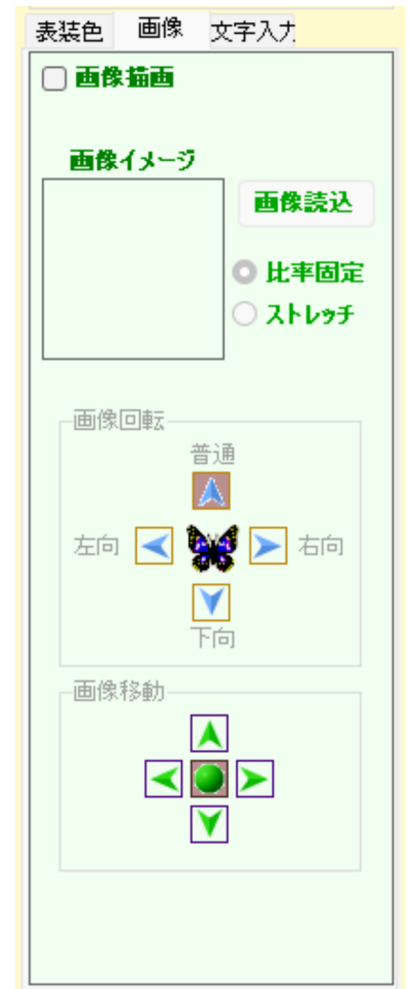 表装色 画像 文字入力
画像描画
画像イメージ
画像読込
比率固定
ストレッチ
画像回転
普通
左向 右向
下向
画像移動